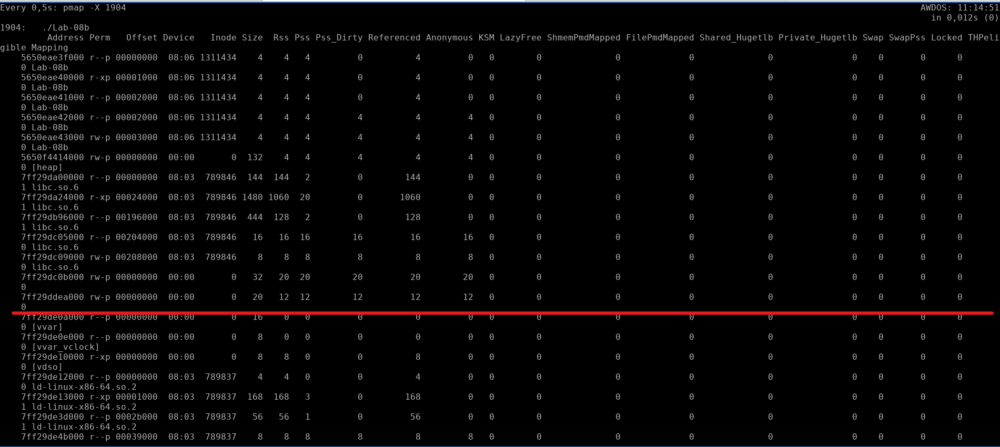 Every 0,5s: pmap -X 1904 AWDOS: 11:14:51
in 0,012s (0)
1904: ./Lab-08b
Address Perm Offset Device Inode Size Rss Pss Pss_Dirty Referenced Anonymous KSM LazyFree ShmemPmdMapped FilePmdMapped Shared_Hugetlb Private_Hugetlb Swap SwapPss Locked THPeli
gible Mapping
5650eae3f000 r--p 00000000 08:06 1311434 4 4 4 0 4 0 0 0 0 0 0 0 0 0 0
0 Lab-08b
5650eae40000 r-xp 00001000 08:06 1311434 4 4 4 0 4 0 0 0 0 0 0 0 0 0 0
0 Lab-08b
5650eae41000 r--p 00002000 08:06 1311434 4 4 4 0 4 0 0 0 0 0 0 0 0 0 0
0 Lab-08b
5650eae42000 r--p 00002000 08:06 1311434 4 4 4 4 4 4 0 0 0 0 0 0 0 0 0
0 Lab-08b
5650eae43000 rw-p 00003000 08:06 1311434 4 4 4 4 4 4 0 0 0 0 0 0 0 0 0
0 Lab-08b
5650f4414000 rw-p 00000000 00:00 0 132 4 4 4 4 4 0 0 0 0 0 0 0 0 0
0 [heap]
7ff29da00000 r--p 00000000 08:03 789846 144 144 2 0 144 0 0 0 0 0 0 0 0 0 0
1 libc.so.6
7ff29da24000 r-xp 00024000 08:03 789846 1480 1060 20 0 1060 0 0 0 0 0 0 0 0 0 0
1 libc.so.6
7ff29db96000 r--p 00196000 08:03 789846 444 128 2 0 128 0 0 0 0 0 0 0 0 0 0
1 libc.so.6
7ff29dc05000 r--p 00204000 08:03 789846 16 16 16 16 16 16 0 0 0 0 0 0 0 0 0
0 libc.so.6
7ff29dc09000 rw-p 00208000 08:03 789846 8 8 8 8 8 8 0 0 0 0 0 0 0 0 0
0 libc.so.6
7ff29dc0b000 rw-p 00000000 00:00 0 32 20 20 20 20 20 0 0 0 0 0 0 0 0 0
0
7ff29ddea000 rw-p 00000000 00:00 0 20 12 12 12 12 12 0 0 0 0 0 0 0 0 0
0
7ff29de0a000 r--p 00000000 00:00 0 16 0 0 0 0 0 0 0 0 0 0 0 0 0 0
0 [vvar]
7ff29de0e000 r--p 00000000 00:00 0 8 0 0 0 0 0 0 0 0 0 0 0 0 0 0
0 [vvar_vclock]
7ff29de10000 r-xp 00000000 00:00 0 8 8 0 0 8 0 0 0 0 0 0 0 0 0 0
0 [vdso]
7ff29de12000 r--p 00000000 08:03 789837 4 4 0 0 4 0 0 0 0 0 0 0 0 0 0
0 ld-linux-x86-64.so.2
7ff29de13000 r-xp 00001000 08:03 789837 168 168 3 0 168 0 0 0 0 0 0 0 0 0 0
1 ld-linux-x86-64.so.2
7ff29de3d000 r--p 0002b000 08:03 789837 56 56 1 0 56 0 0 0 0 0 0 0 0 0 0
1 ld-linux-x86-64.so.2
7ff29de4b000 r--p 00039000 08:03 789837 8 8 8 8 8 8 0 0 0 0 0 0 0 0 0